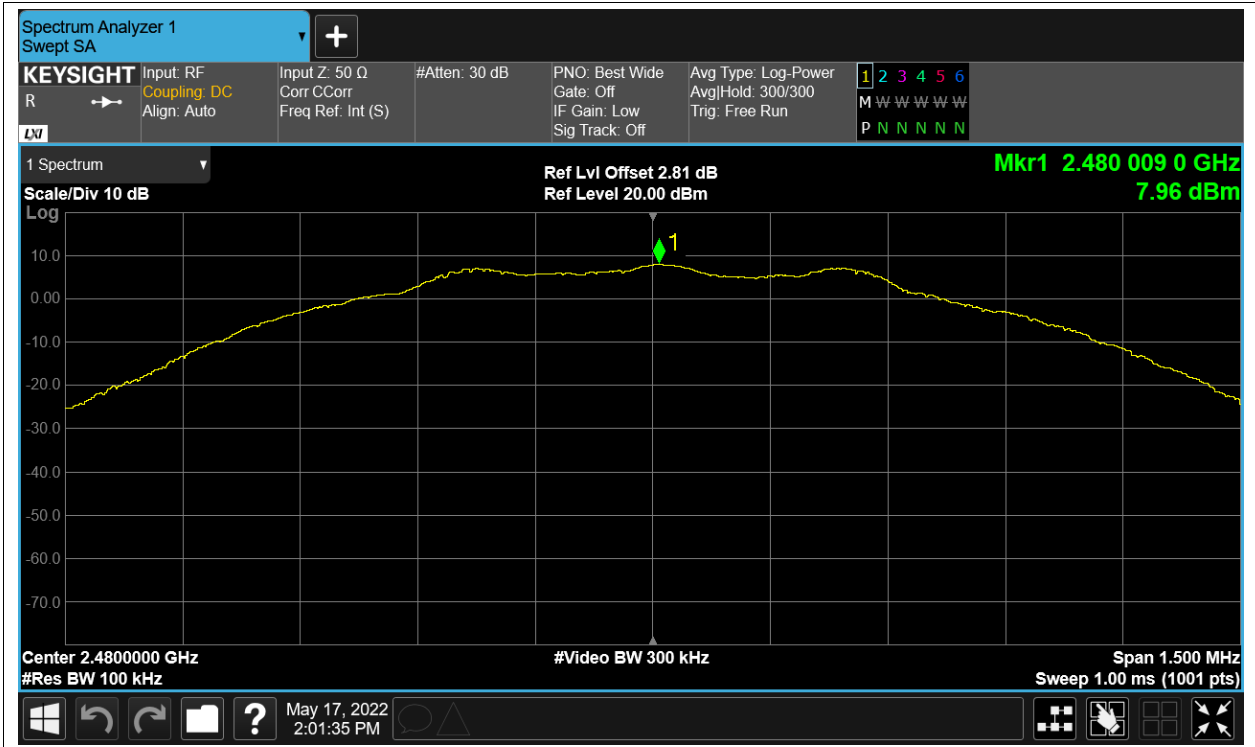 Spectrum Analyzer 1
Swept SA
KEYSIGHT
R
LXI
Input: RF
Coupling: DC
Align: Auto
Input Z: 50 Ω
Corr CCorr
Freq Ref: Int (S)
#Atten: 30 dB
PNO: Best Wide
Gate: Off
IF Gain: Low
Sig Track: Off
Avg Type: Log-Power
Avg|Hold: 300/300
Trig: Free Run
1 2 3 4 5 6
M W W W W W
P N N N N N
1 Spectrum
Scale/Div 10 dB
Log
Ref Lvl Offset 2.81 dB
Ref Level 20.00 dBm
Mkr1 2.480 009 0 GHz
7.96 dBm
1
10.0
0.00
-10.0
-20.0
-30.0
-40.0
-50.0
-60.0
-70.0
Center 2.4800000 GHz
#Video BW 300 kHz
Span 1.500 MHz
#Res BW 100 kHz
Sweep 1.00 ms (1001 pts)
?
May 17, 2022
2:01:35 PM